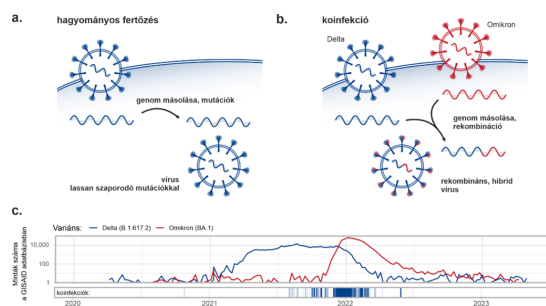 a.
hagyományos fertőzés
genom másolása, mutációk
vírus
lassan szaporodó mutációkkal
b.
koinfekció
Omikron
Delta
genom másolása,
rekombináció
rekombináns, hibrid
vírus
c.
Variáns: Delta (B.1.617.2) Omikron (BA.1)
Minták száma
a GISAID adatbázisban
10,000
100
1
koinfekciók:
2020 2021 2022 2023